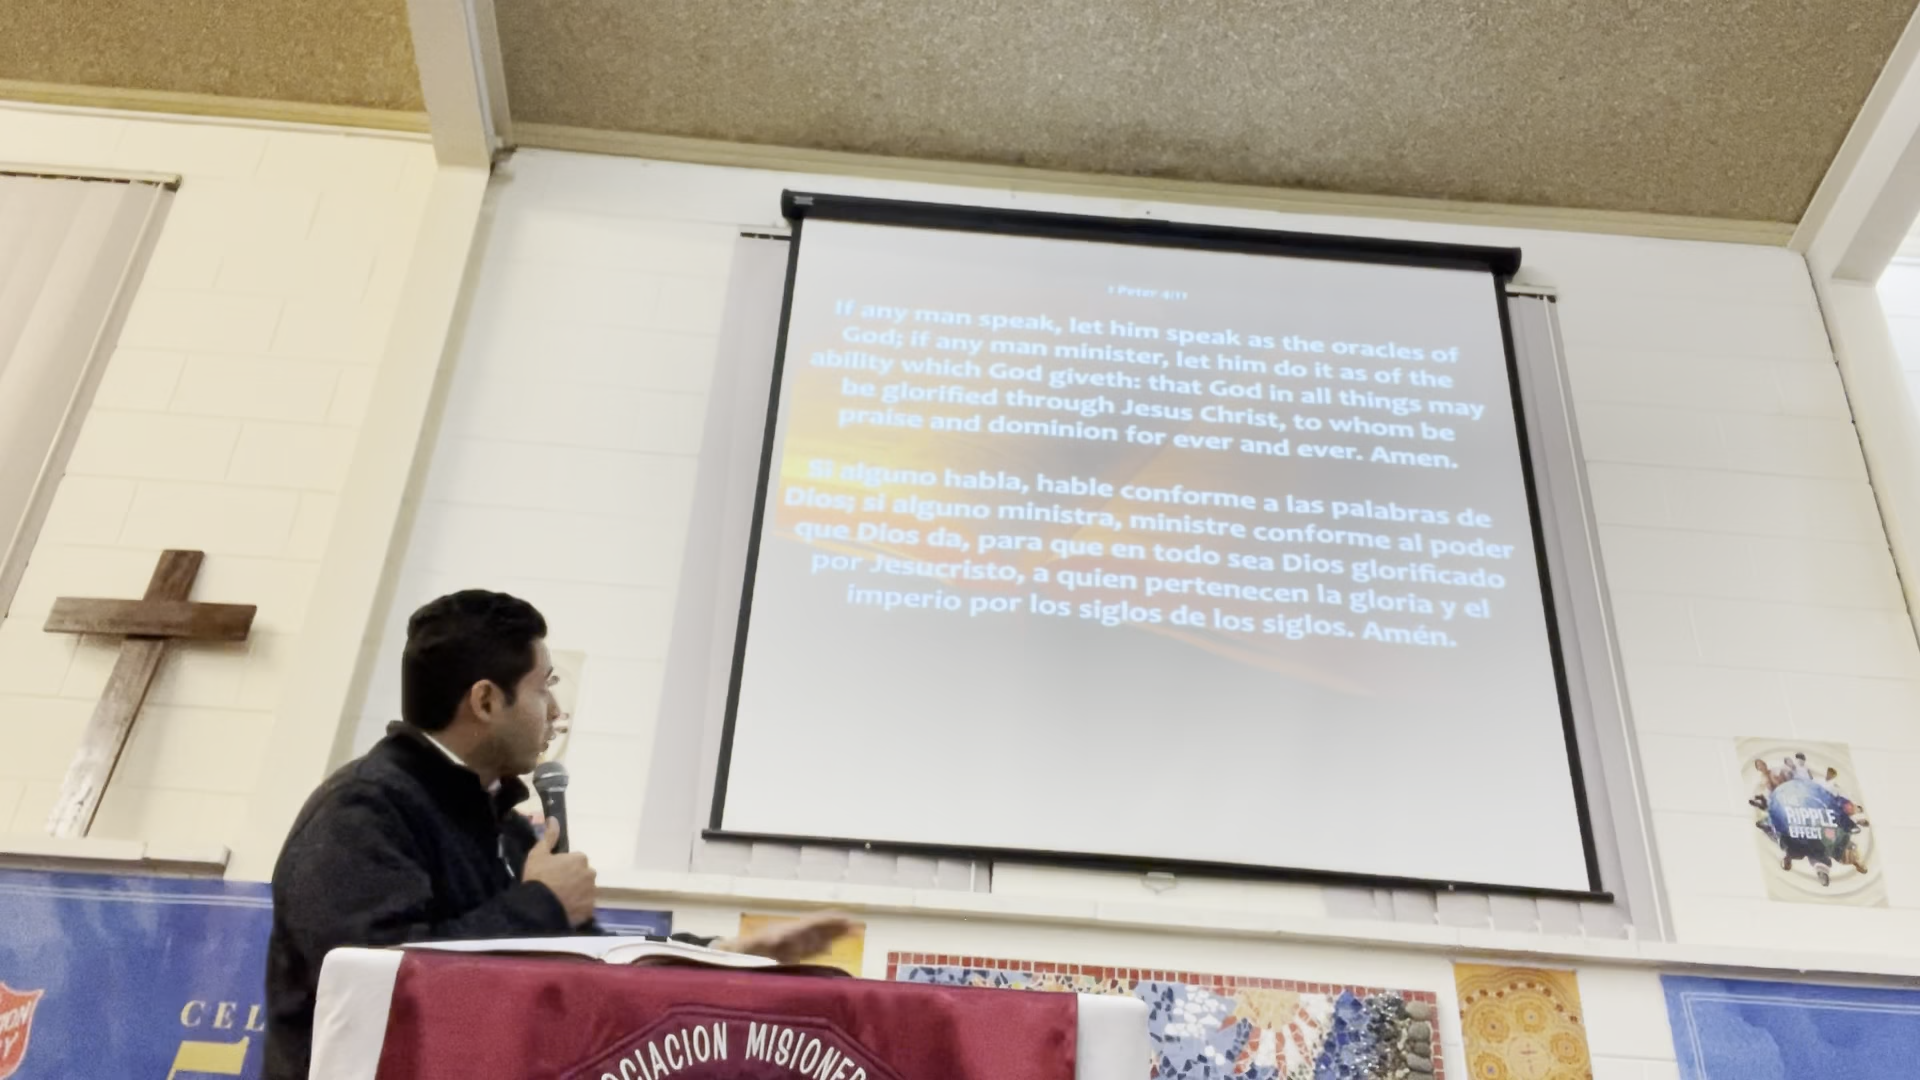 1 Peter 4:11
If any man speak, let him speak as the oracles of
God; if any man minister, let him do it as of the
ability which God giveth: that God in all things may
be glorified through Jesus Christ, to whom be
praise and dominion for ever and ever. Amen.
Si alguno habla, hable conforme a las palabras de
Dios; si alguno ministra, ministre conforme al poder
que Dios da, para que en todo sea Dios glorificado
por Jesucristo, a quien pertenecen la gloria y el
imperio por los siglos de los siglos. Amén.
THE
RIPPLE
EFFECT
CEL
OCIACION MISIONER